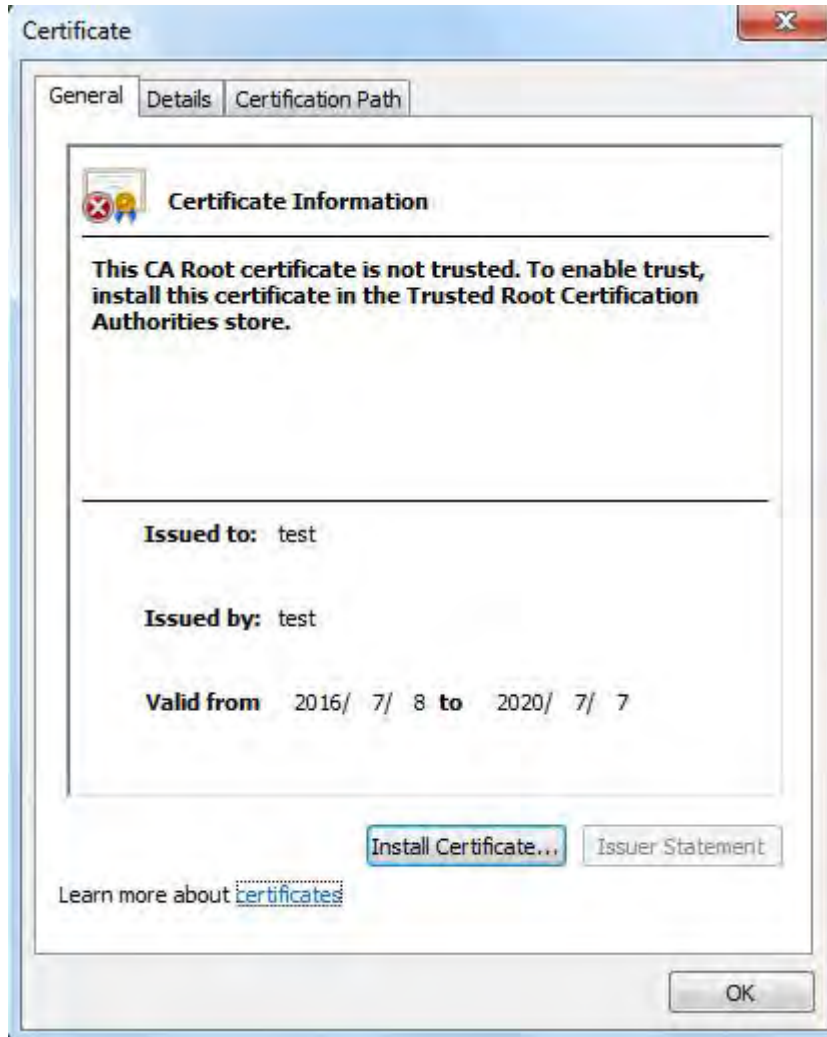 Certificate
General Details Certification Path
Certificate Information
This CA Root certificate is not trusted. To enable trust,
install this certificate in the Trusted Root Certification
Authorities store.
Issued to: test
Issued by: test
Valid from 2016/ 7/ 8 to 2020/ 7/ 7
Install Certificate... Issuer Statement
Learn more about certificates
OK